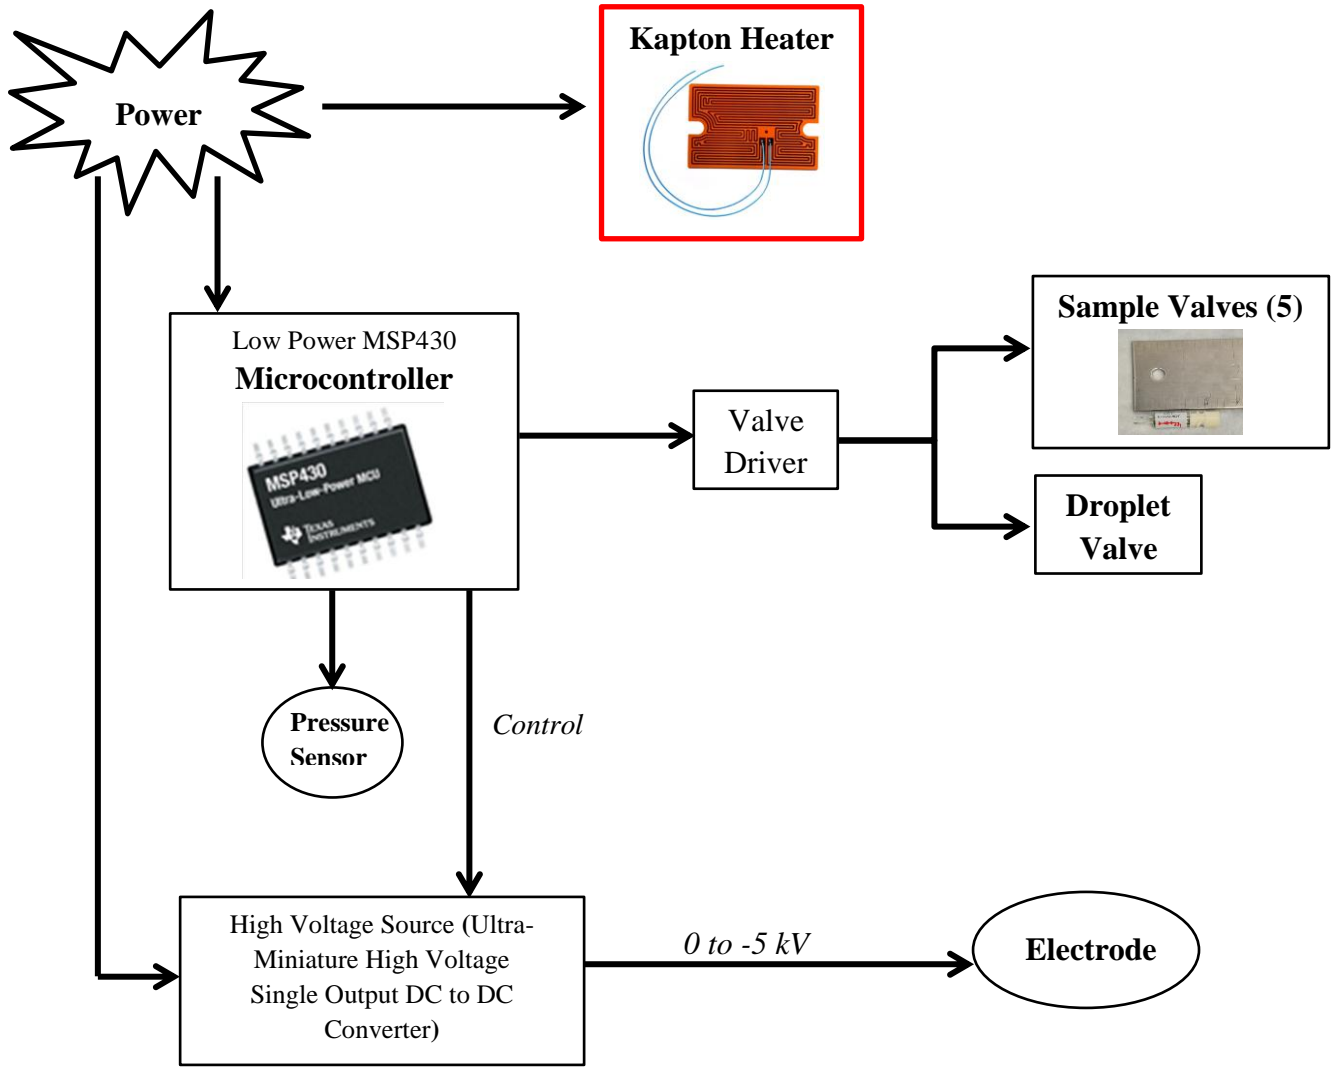 Kapton Heater
Power
Sample Valves (5)
Low Power MSP430
Microcontroller
MSP430
Ultra-Low-Power MCU
TEXAS
INSTRUMENTS
Valve
Driver
Droplet
Valve
Pressure
Sensor
Control
High Voltage Source (Ultra-
Miniature High Voltage
Single Output DC to DC
Converter)
0 to -5 kV
Electrode